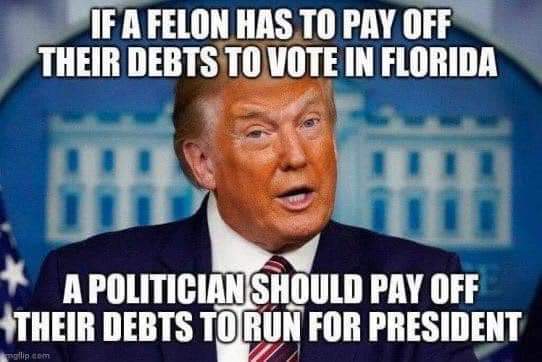 IF A FELON HAS TO PAY OFF
THEIR DEBTS TO VOTE IN FLORIDA
A POLITICIAN SHOULD PAY OFF
THEIR DEBTS TO RUN FOR PRESIDENT
imgflip.com